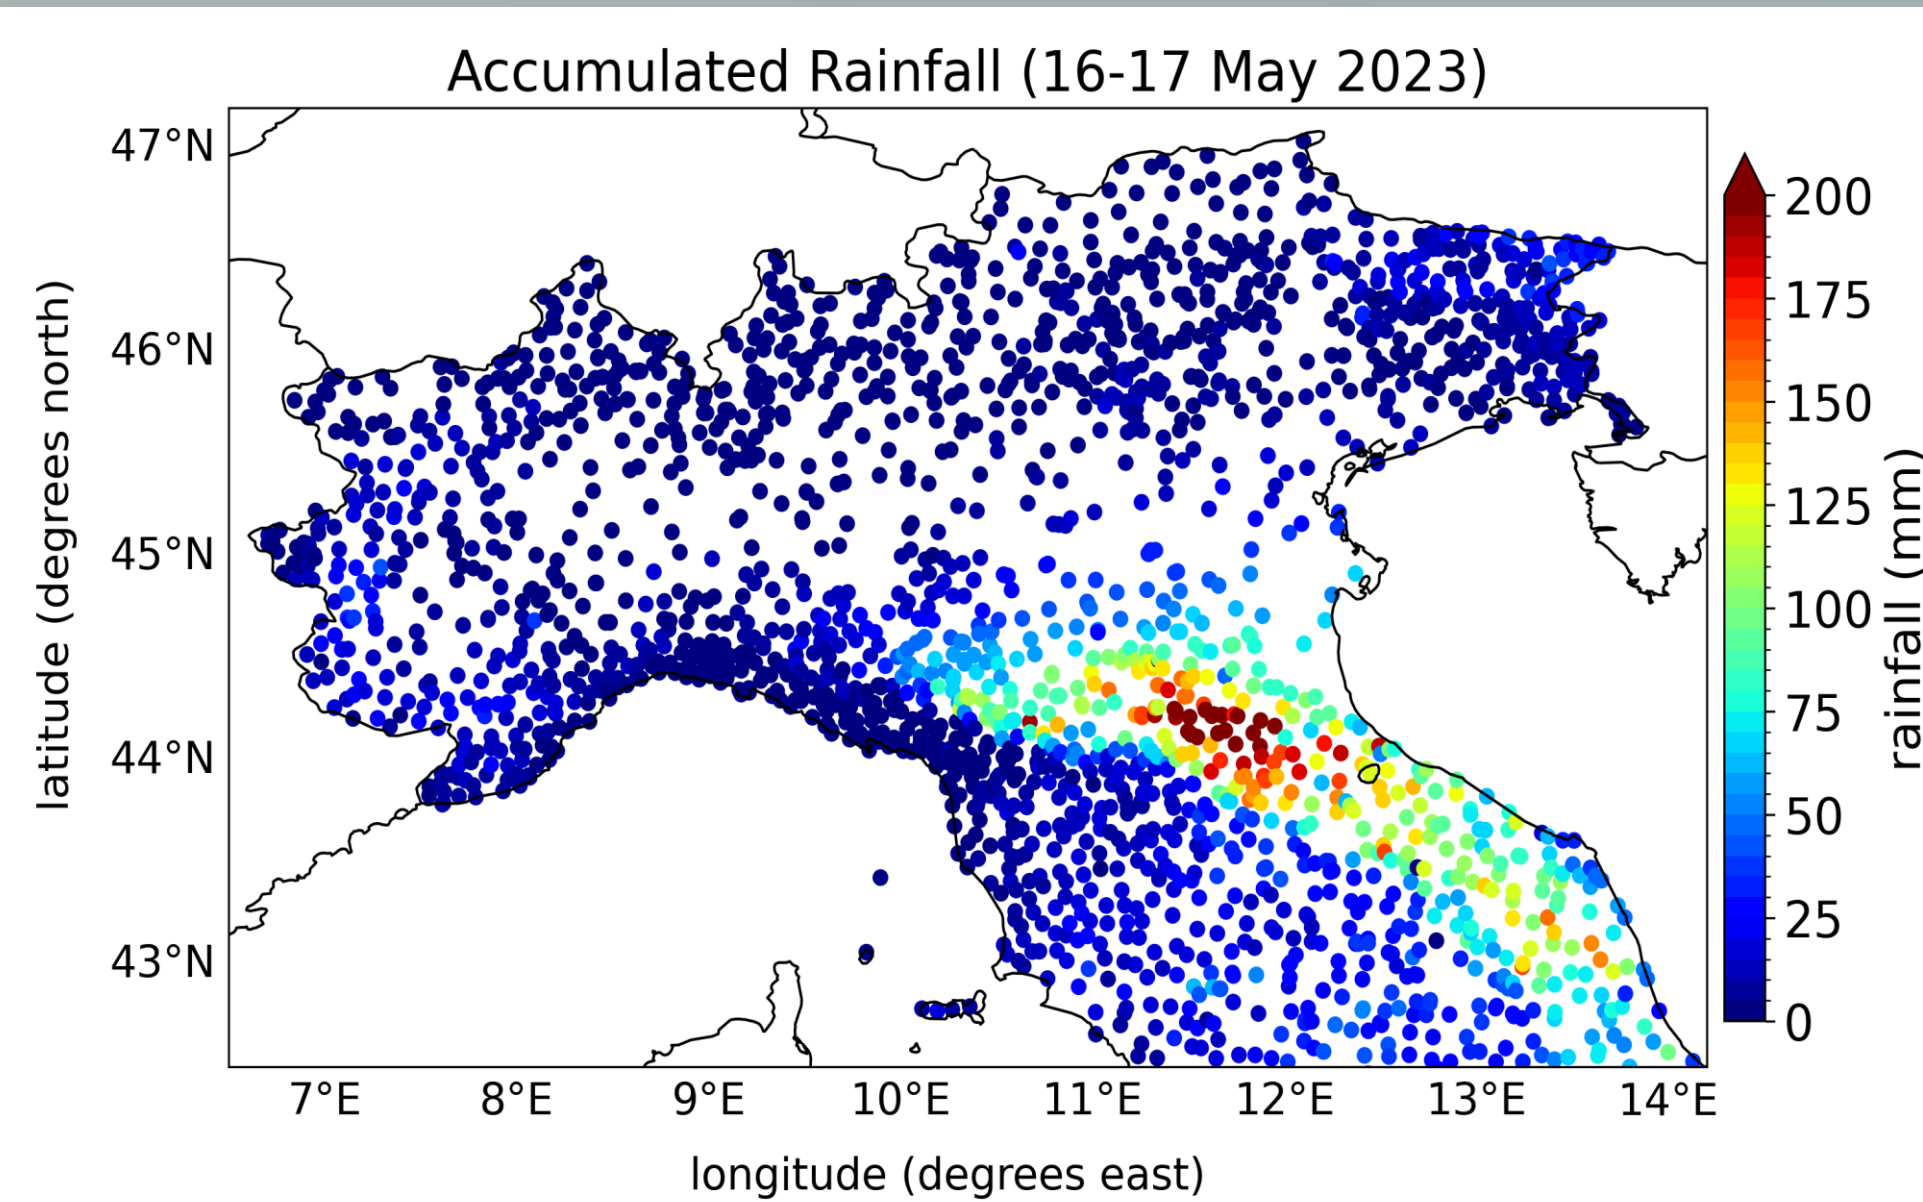 Accumulated Rainfall (16-17 May 2023)
47°N
46°N
45°N
44°N
43°N
latitude (degrees north)
7°E 8°E 9°E 10°E 11°E 12°E 13°E 14°E
longitude (degrees east)
200
175
150
125
100
75
50
25
0
rainfall (mm)